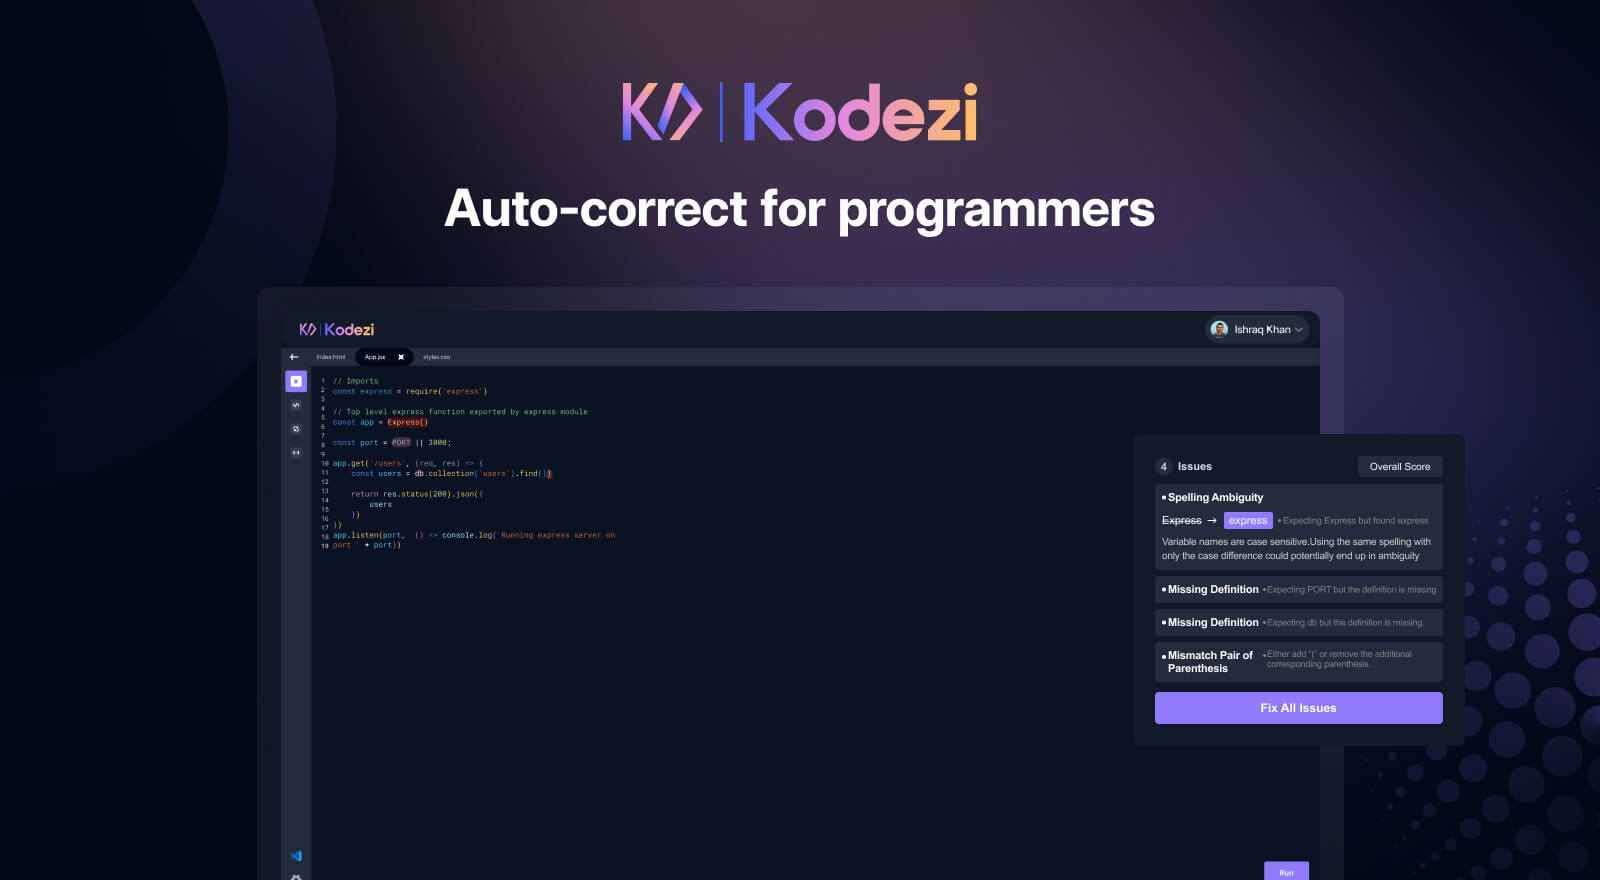 Kodezi
Auto-correct for programmers
Kodezi
Ishraq Khan
index.html
App.jsx
styles.css
1 // Imports
2 const express = require('express')
3
4 // Top level express function exported by express module
5 const app = Express()
6
7 const port = PORT || 3000;
8
9
10 app.get('/users', (req, res) => {
11 const users = db.collection('users').find())
12
13 return res.status(200).json({
14 users
15 })
16 })
17
18 app.listen(port, () => console.log(`Running express server on
19 port ` + port))
4 Issues
Overall Score
Spelling Ambiguity
Express → express • Expecting Express but found express
Variable names are case sensitive.Using the same spelling with
only the case difference could potentially end up in ambiguity
Missing Definition • Expecting PORT but the definition is missing
Missing Definition • Expecting db but the definition is missing.
Mismatch Pair of
Parenthesis
• Either add "(" or remove the additional
corresponding parenthesis.
Fix All Issues
Run